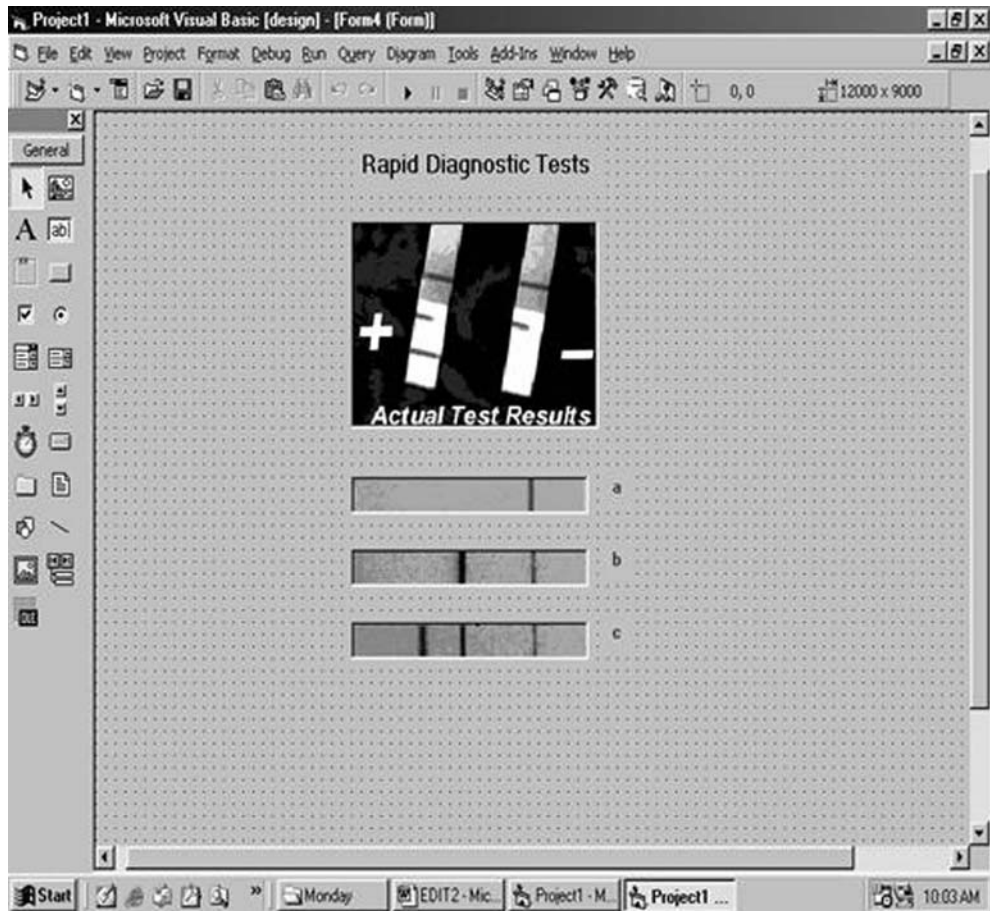 Project1 - Microsoft Visual Basic [design] - [Form4 (Form)]
File Edit View Project Format Debug Run Query Diagram Tools Add-Ins Window Help
0, 0 12000 x 9000
General
A ab
Rapid Diagnostic Tests
+ -
Actual Test Results
a
b
c
OLE
Start » Monday EDIT2 - Mic... Project1 - M... Project1 ... 10:03 AM